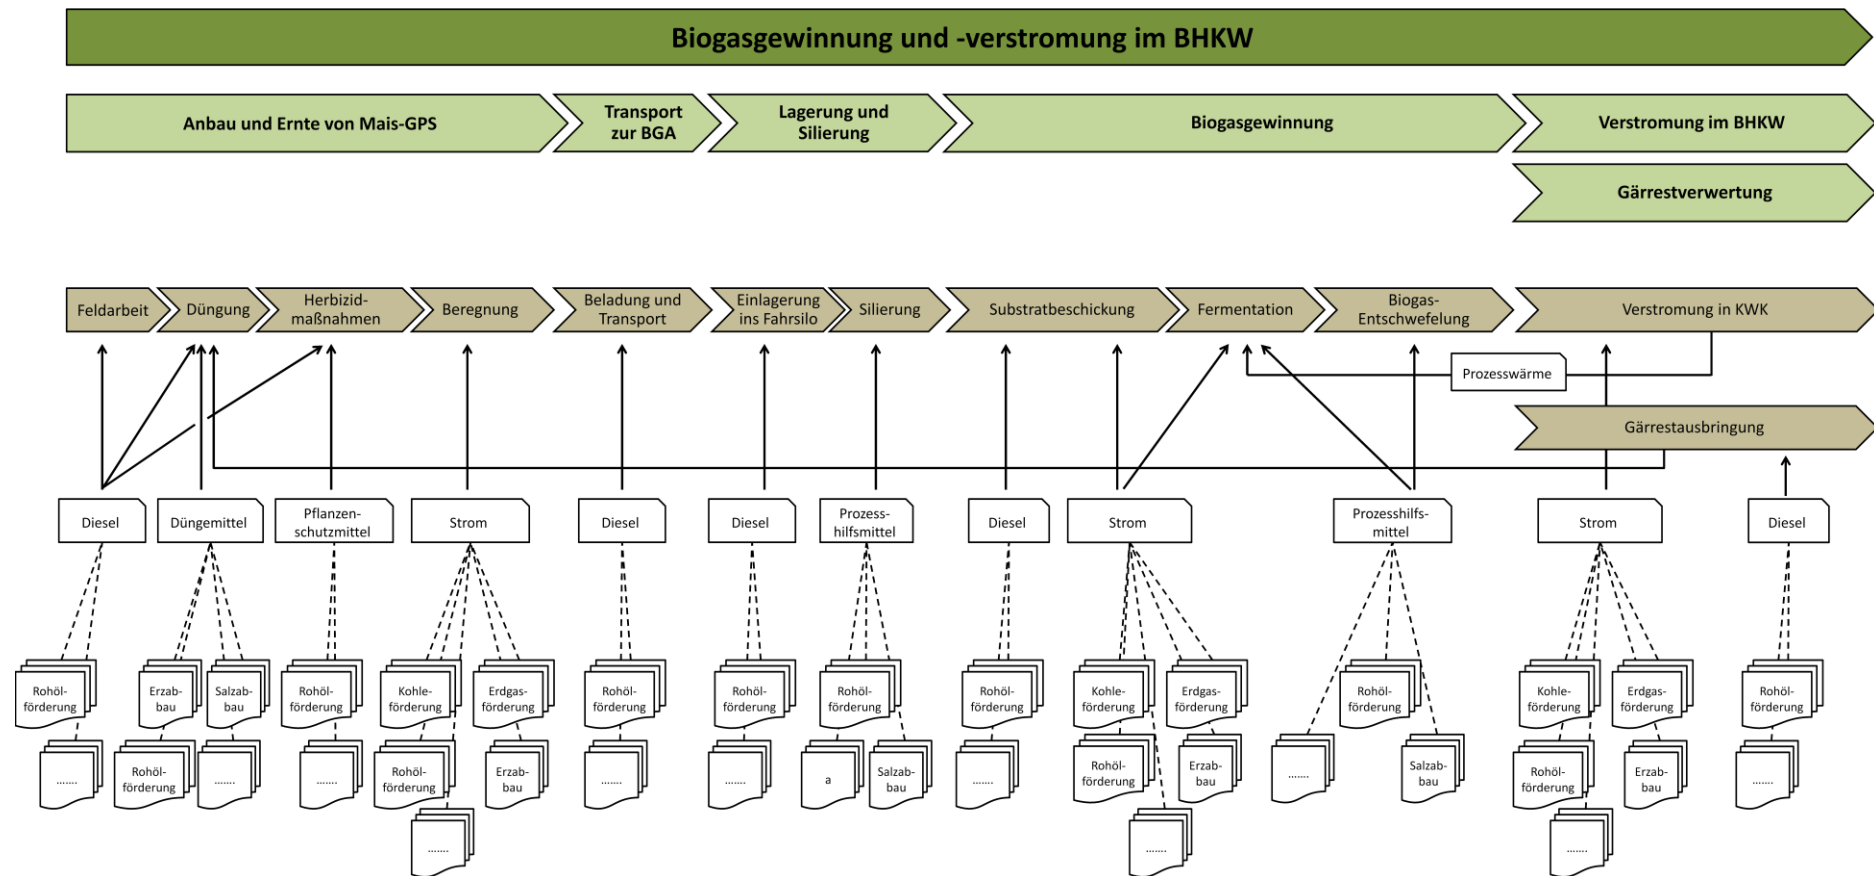 Biogasgewinnung und -verstromung im BHKW
Anbau und Ernte von Mais-GPS
Transport
zur BGA
Lagerung und
Silierung
Biogasgewinnung
Verstromung im BHKW
Gärrestverwertung
Feldarbeit
Düngung
Herbizid-
maßnahmen
Beregnung
Beladung und
Transport
Einlagerung
ins Fahrsilo
Silierung
Substratbeschickung
Fermentation
Biogas-
Entschwefelung
Verstromung in KWK
Prozesswärme
Gärrestausbringung
Diesel
Düngemittel
Pflanzen-
schutzmittel
Strom
Diesel
Diesel
Prozess-
hilfsmittel
Diesel
Strom
Prozesshilfs-
mittel
Strom
Diesel
Rohöl-
förderung
Erzab-
bau
Salzab-
bau
Rohöl-
förderung
Kohle-
förderung
Erdgas-
förderung
Rohöl-
förderung
Rohöl-
förderung
Rohöl-
förderung
Rohöl-
förderung
Kohle-
förderung
Erdgas-
förderung
Rohöl-
förderung
Kohle-
förderung
Erdgas-
förderung
Rohöl-
förderung
.......
Rohöl-
förderung
.......
.......
Rohöl-
förderung
Erzab-
bau
.......
.......
a
Salzab-
bau
.......
Rohöl-
förderung
Erzab-
bau
.......
Salzab-
bau
Rohöl-
förderung
Erzab-
bau
.......
.......
.......
.......